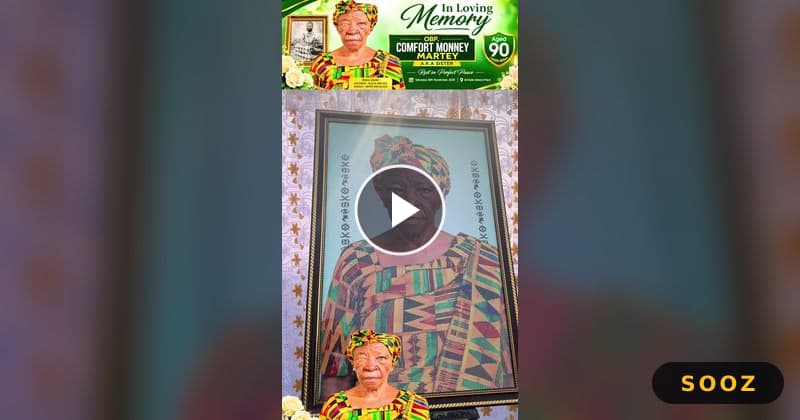 In Loving
Memory
OBP.
COMFORT MONNEY
MARTEY
A.K.A SISTER
Aged
90
Rest in Perfect Peace
SOOZ